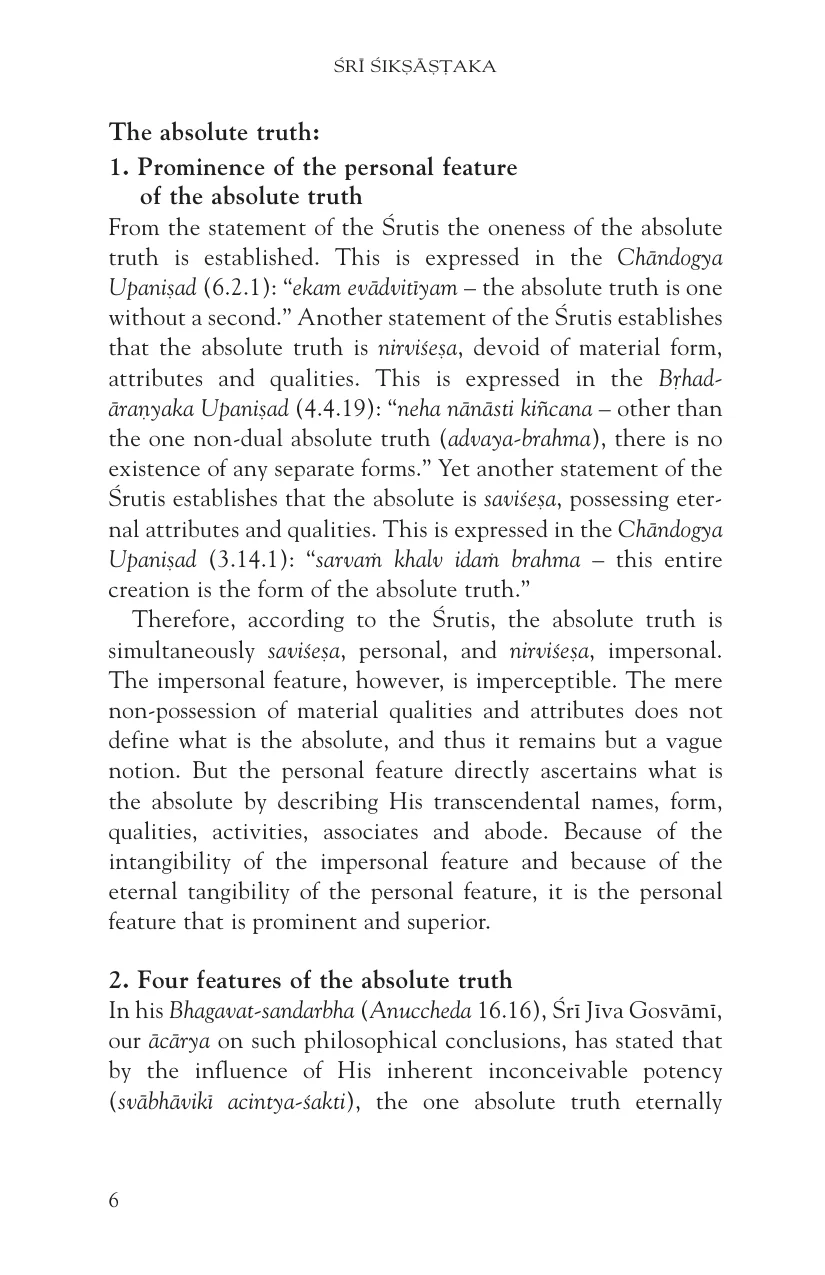 ŚRĪ ŚIKṢĀṢṬAKA
The absolute truth:
1. Prominence of the personal feature
of the absolute truth
From the statement of the Śrutis the oneness of the absolute
truth is established. This is expressed in the Chāndogya
Upaniṣad (6.2.1): “ekam evādvitīyam – the absolute truth is one
without a second.” Another statement of the Śrutis establishes
that the absolute truth is nirviśeṣa, devoid of material form,
attributes and qualities. This is expressed in the Bṛhad-
āraṇyaka Upaniṣad (4.4.19): “neha nānāsti kiñcana – other than
the one non-dual absolute truth (advaya-brahma), there is no
existence of any separate forms.” Yet another statement of the
Śrutis establishes that the absolute is saviśeṣa, possessing eter-
nal attributes and qualities. This is expressed in the Chāndogya
Upaniṣad (3.14.1): “sarvaṁ khalv idaṁ brahma – this entire
creation is the form of the absolute truth.”
Therefore, according to the Śrutis, the absolute truth is
simultaneously saviśeṣa, personal, and nirviśeṣa, impersonal.
The impersonal feature, however, is imperceptible. The mere
non-possession of material qualities and attributes does not
define what is the absolute, and thus it remains but a vague
notion. But the personal feature directly ascertains what is
the absolute by describing His transcendental names, form,
qualities, activities, associates and abode. Because of the
intangibility of the impersonal feature and because of the
eternal tangibility of the personal feature, it is the personal
feature that is prominent and superior.
2. Four features of the absolute truth
In his Bhagavat-sandarbha (Anuccheda 16.16), Śrī Jīva Gosvāmī,
our ācārya on such philosophical conclusions, has stated that
by the influence of His inherent inconceivable potency
(svābhāvikī acintya-śakti), the one absolute truth eternally
6